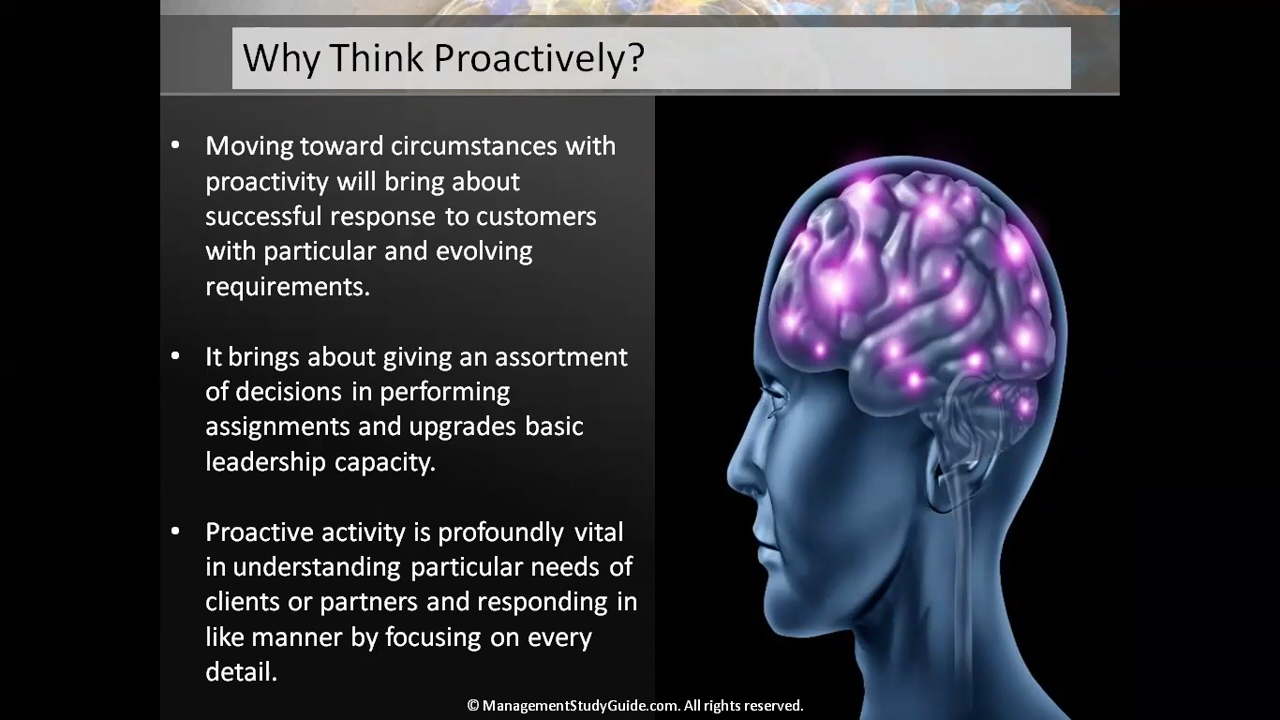 Why Think Proactively?
• Moving toward circumstances with
proactivity will bring about
successful response to customers
with particular and evolving
requirements.
• It brings about giving an assortment
of decisions in performing
assignments and upgrades basic
leadership capacity.
• Proactive activity is profoundly vital
in understanding particular needs of
clients or partners and responding in
like manner by focusing on every
detail.
© ManagementStudyGuide.com. All rights reserved.